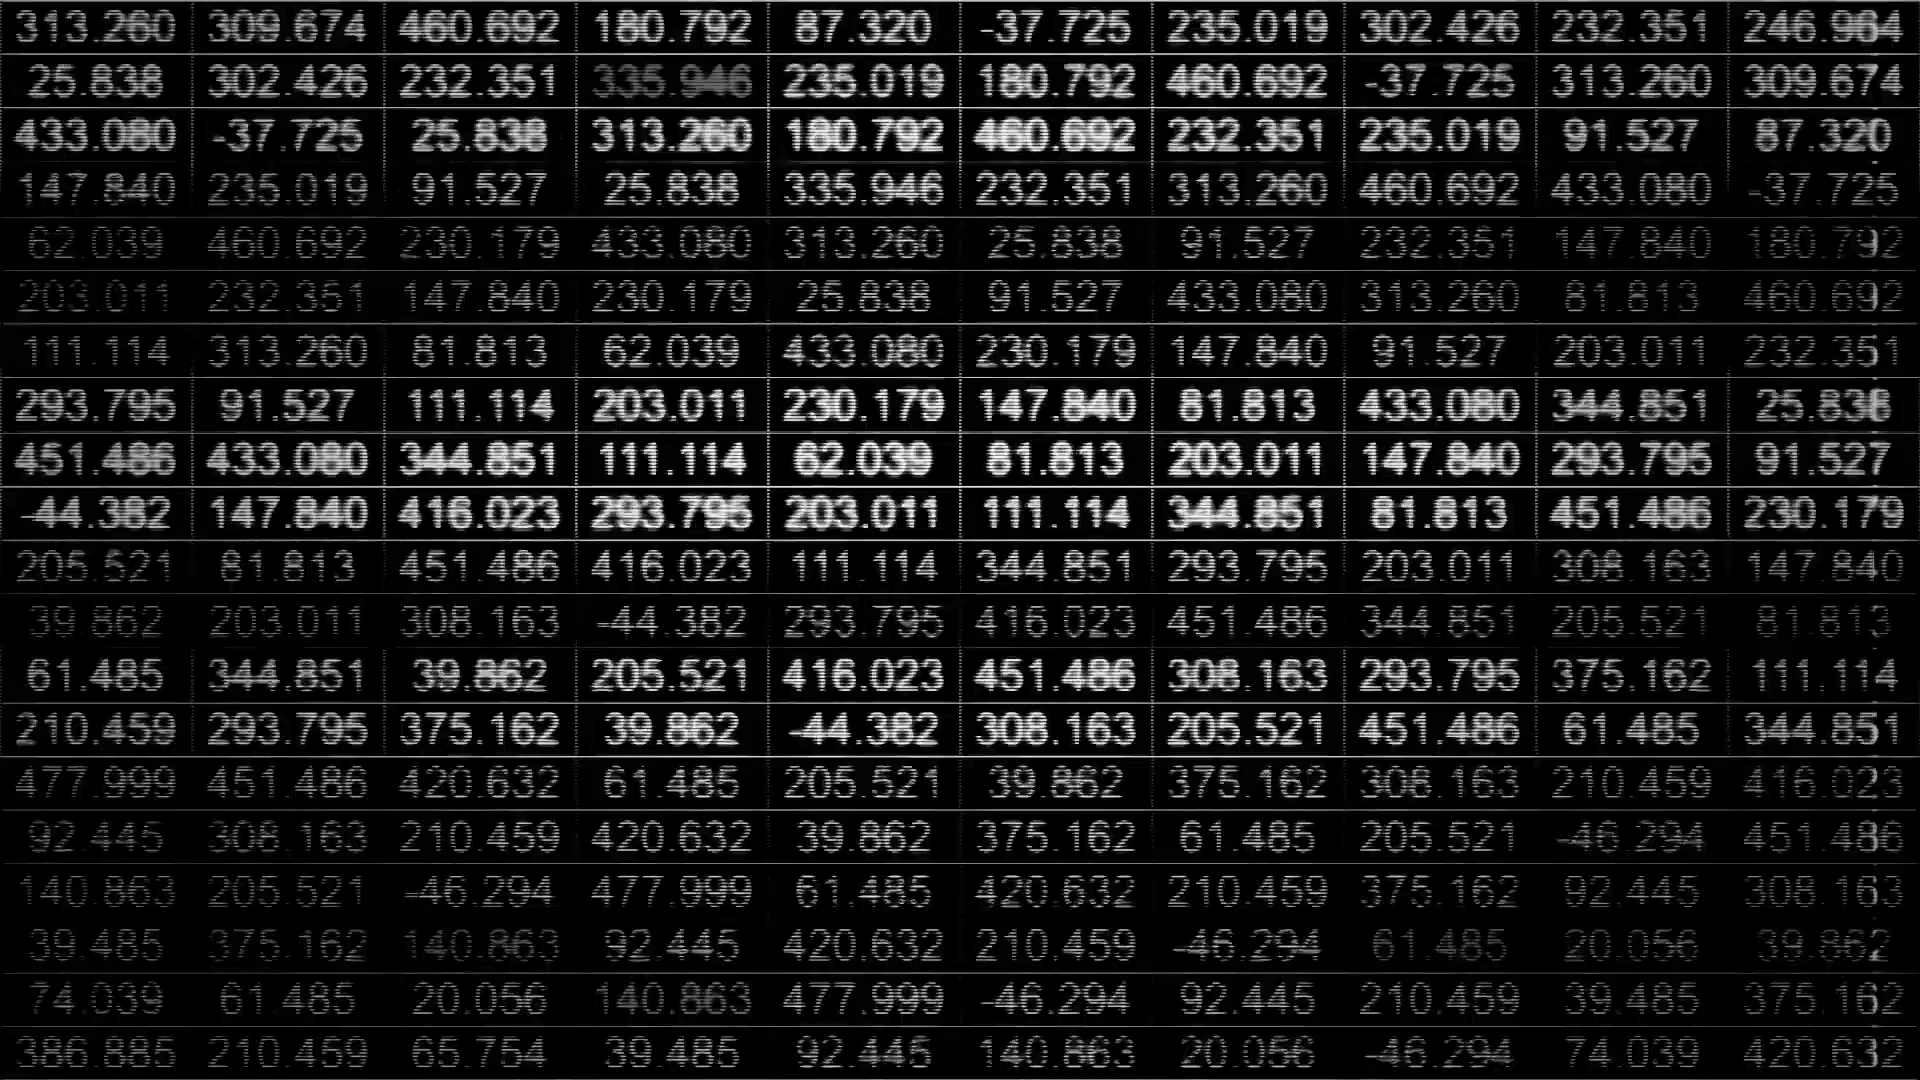 313.260 309.674 460.692 180.792 87.320 -37.725 235.019 302.426 232.351 246.964
25.838 302.426 232.351 335.946 235.019 180.792 460.692 -37.725 313.260 309.674
433.080 -37.725 25.838 313.260 180.792 460.692 232.351 235.019 91.527 87.320
147.840 235.019 91.527 25.838 335.946 232.351 313.260 460.692 433.080 -37.725
62.039 460.692 230.179 433.080 313.260 25.838 91.527 232.351 147.840 180.792
203.011 232.351 147.840 230.179 25.838 91.527 433.080 313.260 81.813 460.692
111.114 313.260 81.813 62.039 433.080 230.179 147.840 91.527 203.011 232.351
293.795 91.527 111.114 203.011 230.179 147.840 81.813 433.080 344.851 25.838
451.486 433.080 344.851 111.114 62.039 81.813 203.011 147.840 293.795 91.527
-44.382 147.840 416.023 293.795 203.011 111.114 344.851 81.813 451.486 230.179
205.521 81.813 451.486 416.023 111.114 344.851 293.795 203.011 308.163 147.840
39.862 203.011 308.163 -44.382 293.795 416.023 451.486 344.851 205.521 81.813
61.485 344.851 39.862 205.521 416.023 451.486 308.163 293.795 375.162 111.114
210.459 293.795 375.162 39.862 -44.382 308.163 205.521 451.486 61.485 344.851
477.999 451.486 420.632 61.485 205.521 39.862 375.162 308.163 210.459 416.023
92.445 308.163 210.459 420.632 39.862 375.162 61.485 205.521 -46.294 451.486
140.863 205.521 -46.294 477.999 61.485 420.632 210.459 375.162 92.445 308.163
39.485 375.162 140.863 92.445 420.632 210.459 -46.294 61.485 20.056 39.862
74.039 61.485 20.056 140.863 477.999 -46.294 92.445 210.459 39.485 375.162
386.885 210.459 65.754 39.485 92.445 140.863 20.056 -46.294 74.039 420.632